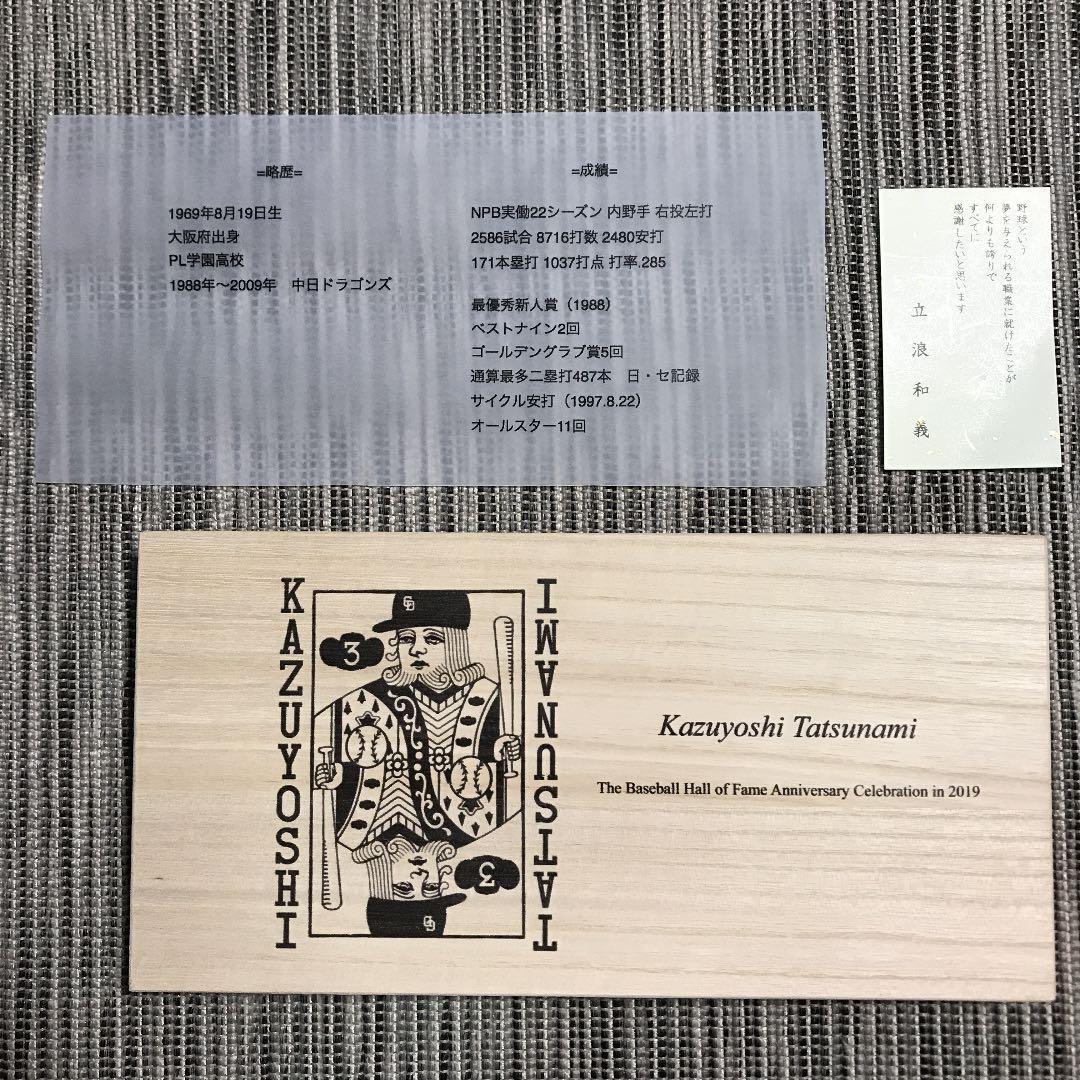 =略歴=
1969年8月19日生
大阪府出身
PL学園高校
1988年〜2009年　中日ドラゴンズ
=成績=
NPB実働22シーズン 内野手 右投左打
2586試合 8716打数 2480安打
171本塁打 1037打点 打率.285
最優秀新人賞（1988）
ベストナイン2回
ゴールデングラブ賞5回
通算最多二塁打487本　日・セ記録
サイクル安打（1997.8.22）
オールスター11回
野球という
夢を与えられる職業に就けたことが
何よりも誇りで
すべてに
感謝したいと思います
立浪和義
KAZUYOSHI
TATSUNAMI
CD
3
3
CD
Kazuyoshi Tatsunami
The Baseball Hall of Fame Anniversary Celebration in 2019